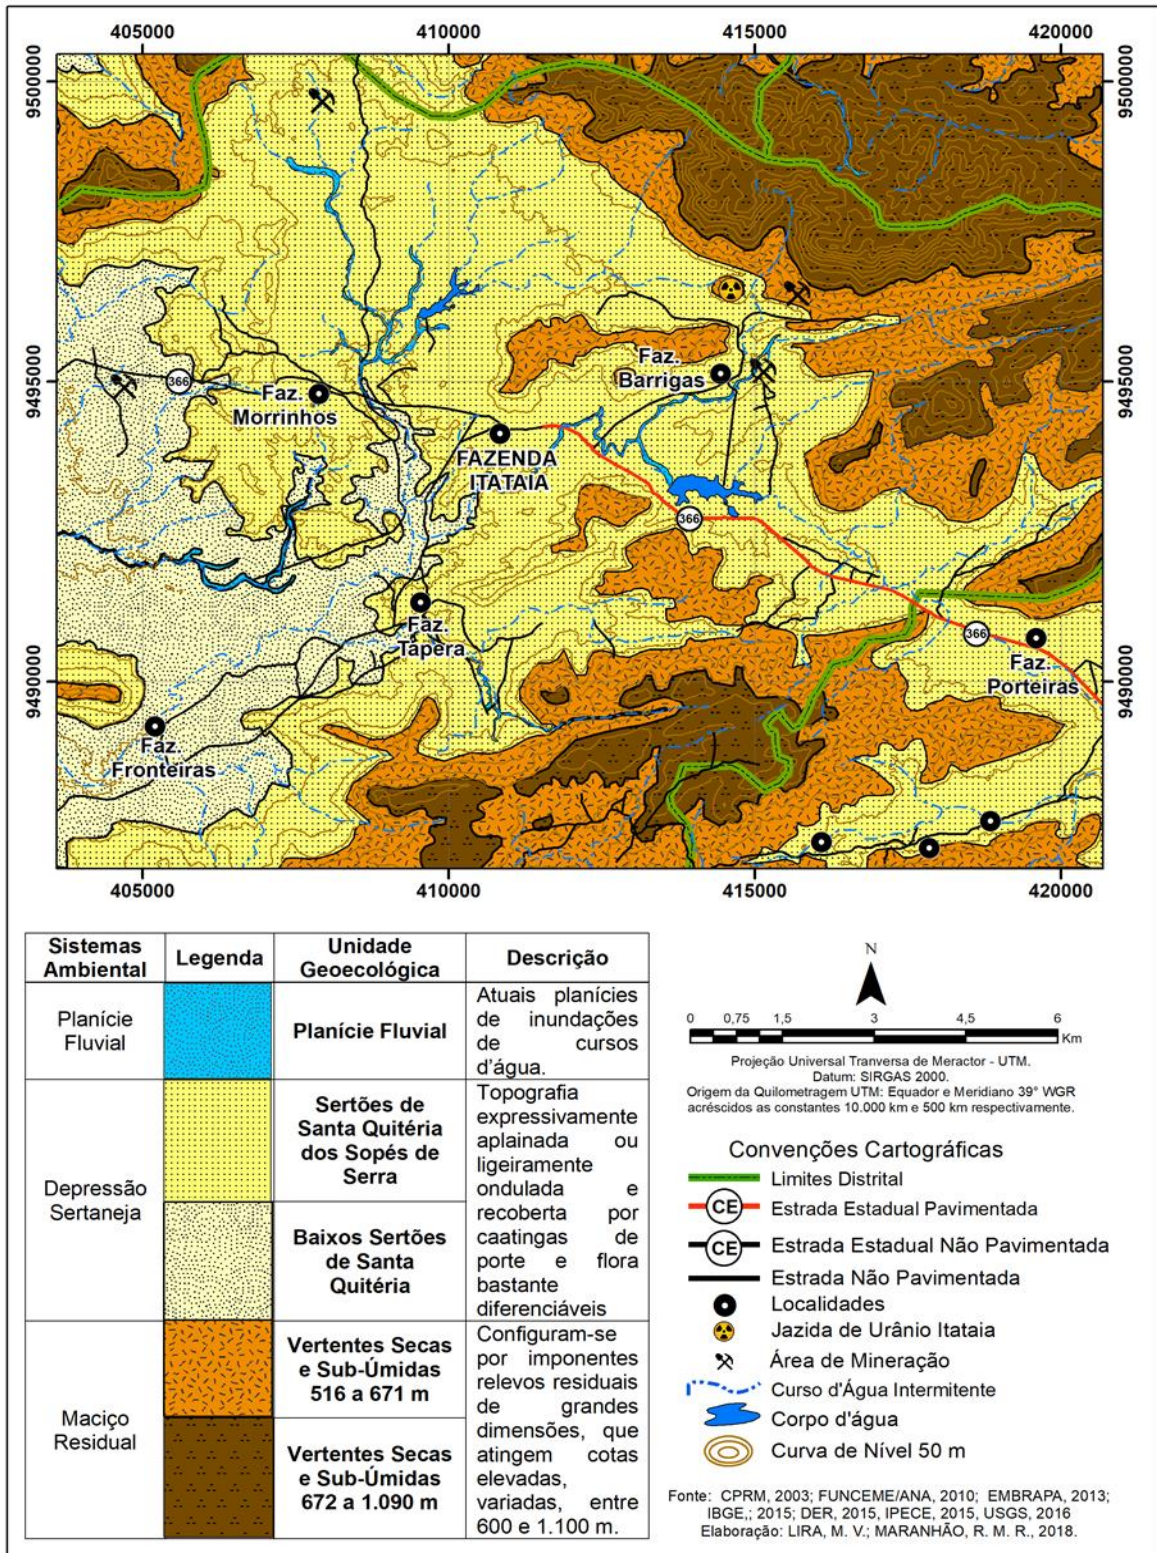 405000 410000 415000 420000
9500000
9500000
9495000
9495000
9490000
9490000
366
Faz.
Morrinhos
Faz.
Barrigas
FAZENDA
ITATAIA
366
Faz.
Tapera
366
Faz.
Porteiras
Faz.
Fronteiras
405000 410000 415000 420000
Sistemas
Ambiental
Legenda
Unidade
Geoecológica
Descrição
Planície
Fluvial
Planície Fluvial
Atuais planícies
de inundações
de cursos
d'água.
Depressão
Sertaneja
Sertões de
Santa Quitéria
dos Sopés de
Serra
Baixos Sertões
de Santa
Quitéria
Topografia
expressivamente
aplainada ou
ligeiramente
ondulada e
recoberta por
caatingas de
porte e flora
bastante
diferenciáveis
Maciço
Residual
Vertentes Secas
e Sub-Úmidas
516 a 671 m
Vertentes Secas
e Sub-Úmidas
672 a 1.090 m
Configuram-se
por imponentes
relevos residuais
de grandes
dimensões, que
atingem cotas
elevadas,
variadas, entre
600 e 1.100 m.
N
0 0,75 1,5 3 4,5 6
Km
Projeção Universal Tranversa de Meractor - UTM.
Datum: SIRGAS 2000.
Origem da Quilometragem UTM: Equador e Meridiano 39° WGR
acréscidos as constantes 10.000 km e 500 km respectivamente.
Convenções Cartográficas
Limites Distrital
CE Estrada Estadual Pavimentada
CE Estrada Estadual Não Pavimentada
Estrada Não Pavimentada
Localidades
Jazida de Urânio Itataia
Área de Mineração
Curso d'Água Intermitente
Corpo d'água
Curva de Nível 50 m
Fonte: CPRM, 2003; FUNCEME/ANA, 2010; EMBRAPA, 2013;
IBGE,; 2015; DER, 2015, IPECE, 2015, USGS, 2016
Elaboração: LIRA, M. V.; MARANHÃO, R. M. R., 2018.